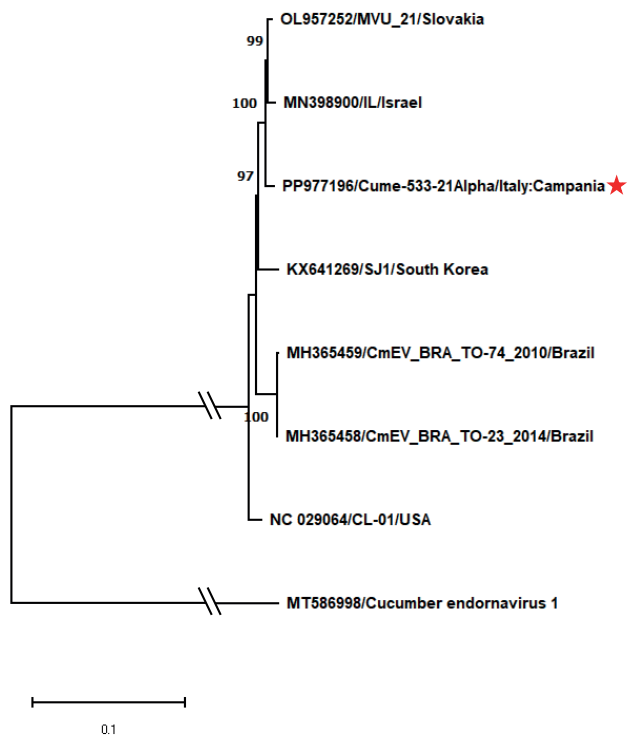 OL957252/MVU_21/Slovakia
99
MN398900/IL/Israel
100
97
PP977196/Cume-533-21Alpha/Italy:Campania
KX641269/SJ1/South Korea
MH365459/CmEV_BRA_TO-74_2010/Brazil
100
MH365458/CmEV_BRA_TO-23_2014/Brazil
NC 029064/CL-01/USA
MT586998/Cucumber endornavirus 1
0.1